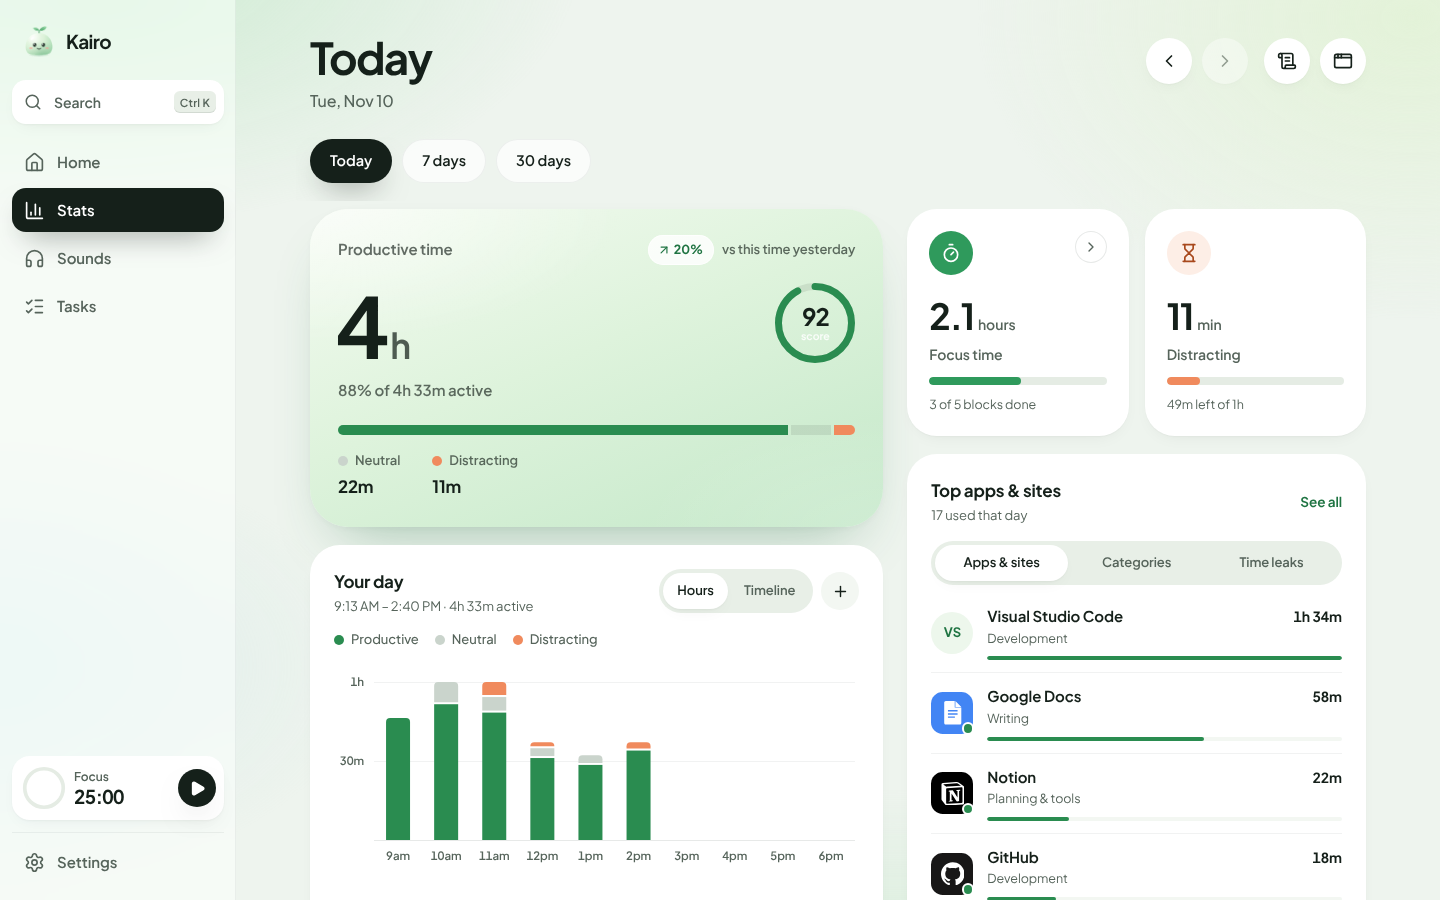 Kairo
Search
Ctrl K
Home
Stats
Sounds
Tasks
Focus
25:00
Settings
Today
Tue, Nov 10
Today
7 days
30 days
Productive time
20%
vs this time yesterday
4h
92
score
88% of 4h 33m active
Neutral
Distracting
22m
11m
2.1 hours
Focus time
3 of 5 blocks done
11 min
Distracting
49m left of 1h
Your day
9:13 AM – 2:40 PM · 4h 33m active
Hours
Timeline
Productive
Neutral
Distracting
1h
30m
9am
10am
11am
12pm
1pm
2pm
3pm
4pm
5pm
6pm
Top apps & sites
17 used that day
See all
Apps & sites
Categories
Time leaks
VS
Visual Studio Code
1h 34m
Development
Google Docs
58m
Writing
Notion
22m
Planning & tools
GitHub
18m
Development